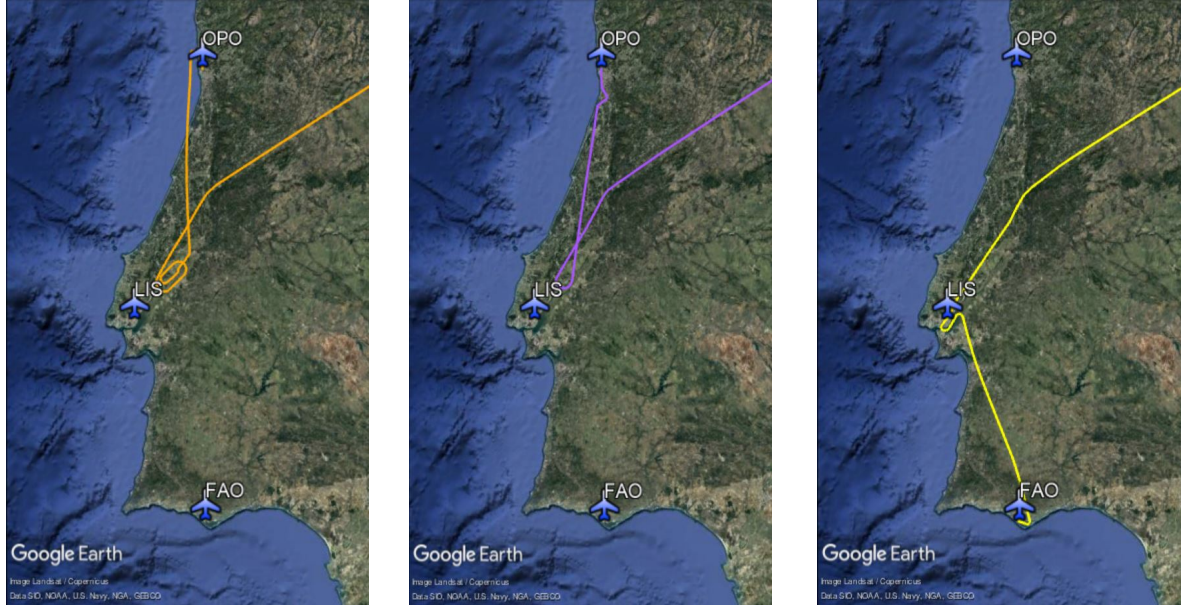 OPO
LIS
FAO
Google Earth
Image Landsat / Copernicus
Data SIO, NOAA, U.S. Navy, NGA, GEBCO
OPO
LIS
FAO
Google Earth
Image Landsat / Copernicus
Data SIO, NOAA, U.S. Navy, NGA, GEBCO
OPO
LIS
FAO
Google Earth
Image Landsat / Copernicus
Data SIO, NOAA, U.S. Navy, NGA, GEBCO